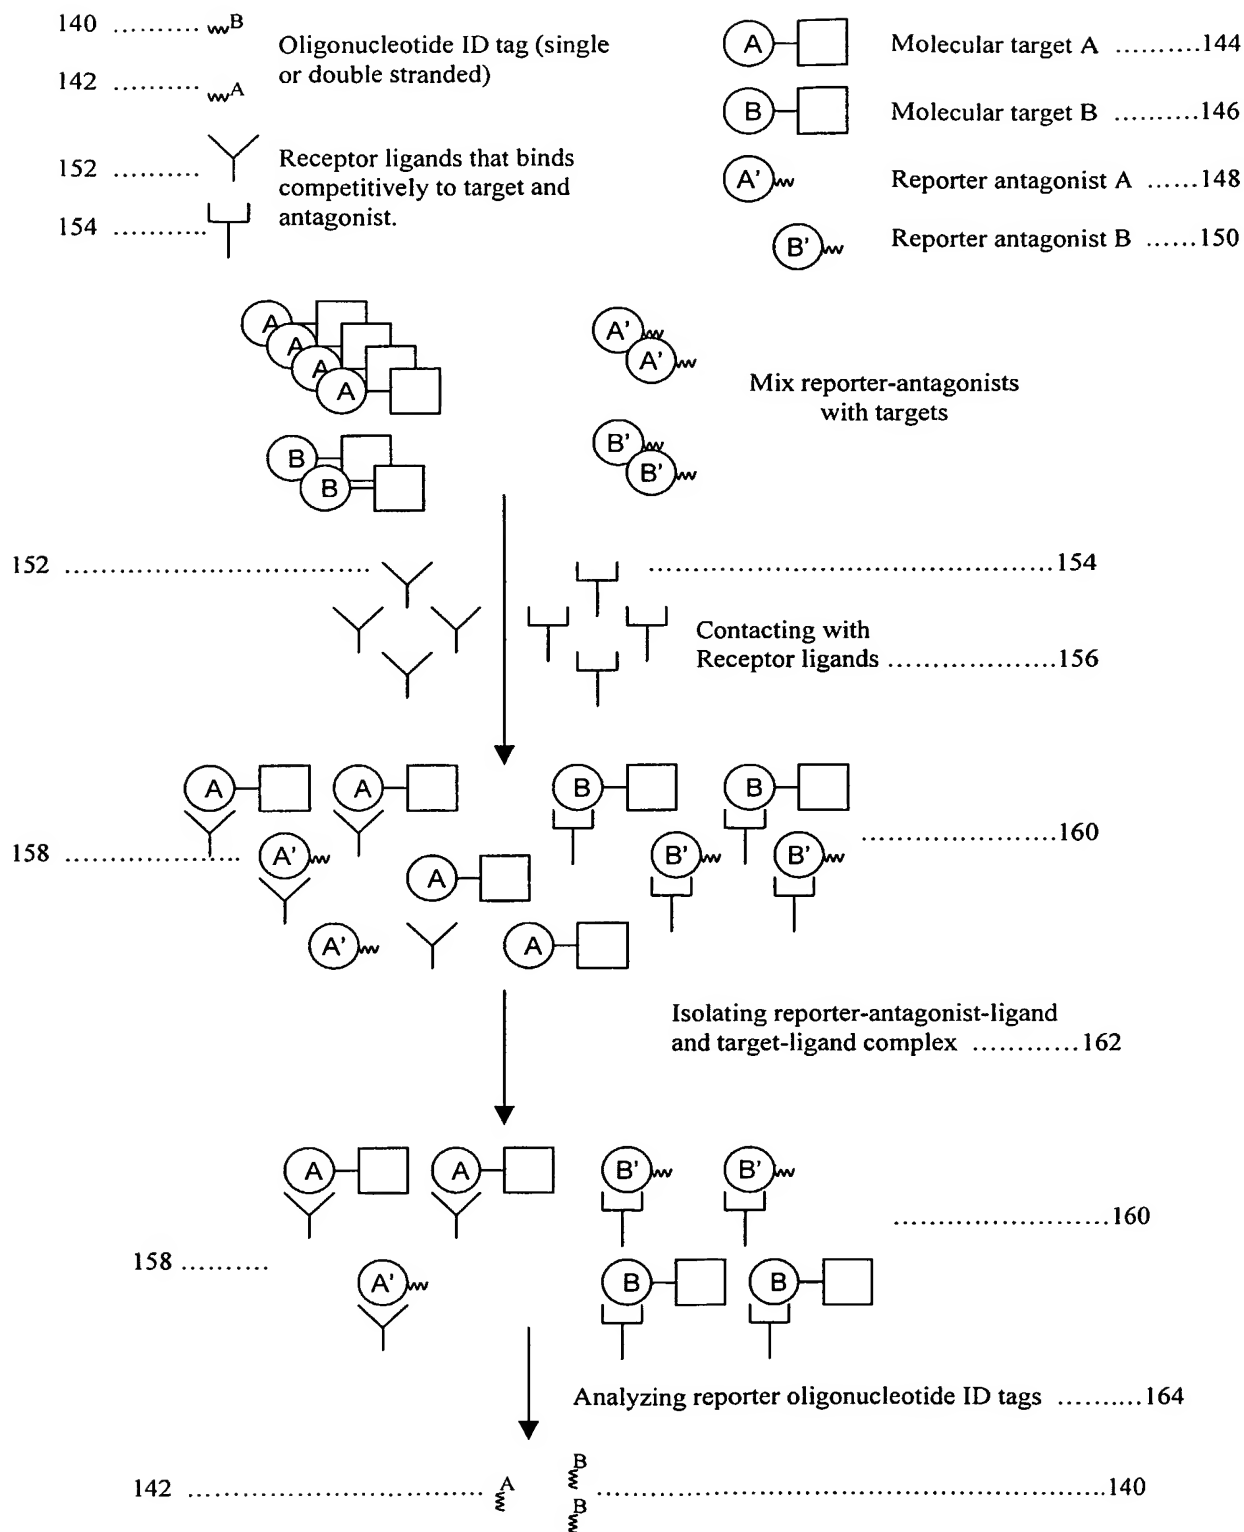 140 .......... B
Oligonucleotide ID tag (single
or double stranded)
142 .......... A
152 ..........
Receptor ligands that binds
competitively to target and
antagonist.
154 ...........
A Molecular target A ..........144
B Molecular target B ..........146
A' Reporter antagonist A ......148
B' Reporter antagonist B ......150
A A A A
A' A'
Mix reporter-antagonists
with targets
B B
B' B'
152 ................................
.........................................154
Contacting with
Receptor ligands .....................156
A A B B
.......................160
158 ......................
A' A B' B'
A' A
Isolating reporter-antagonist-ligand
and target-ligand complex ............162
A A B' B'
.........................160
158 ..........
A' B B
Analyzing reporter oligonucleotide ID tags ..........164
142 .................................. A
B ..........................................................140
B